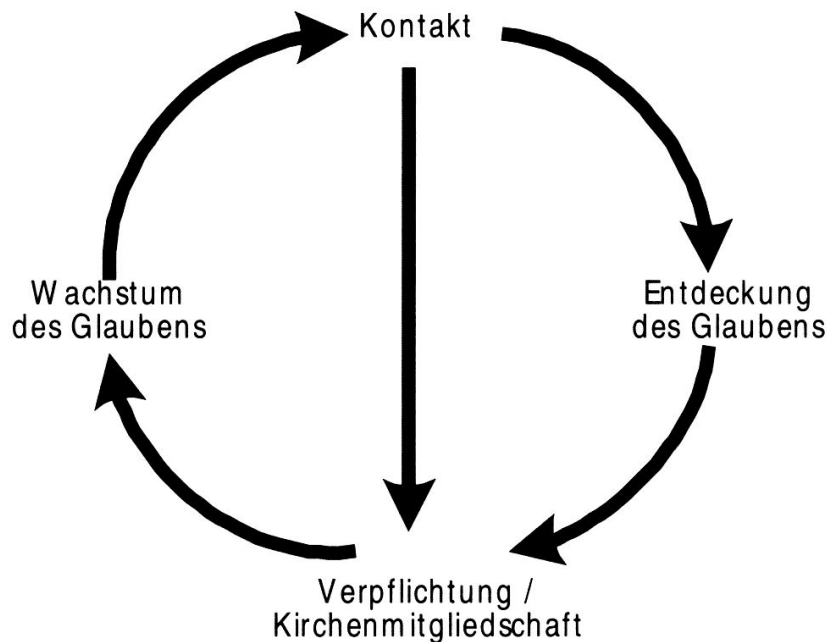 Kontakt
Wachstum
des Glaubens
Entdeckung
des Glaubens
Verpflichtung /
Kirchenmitgliedschaft